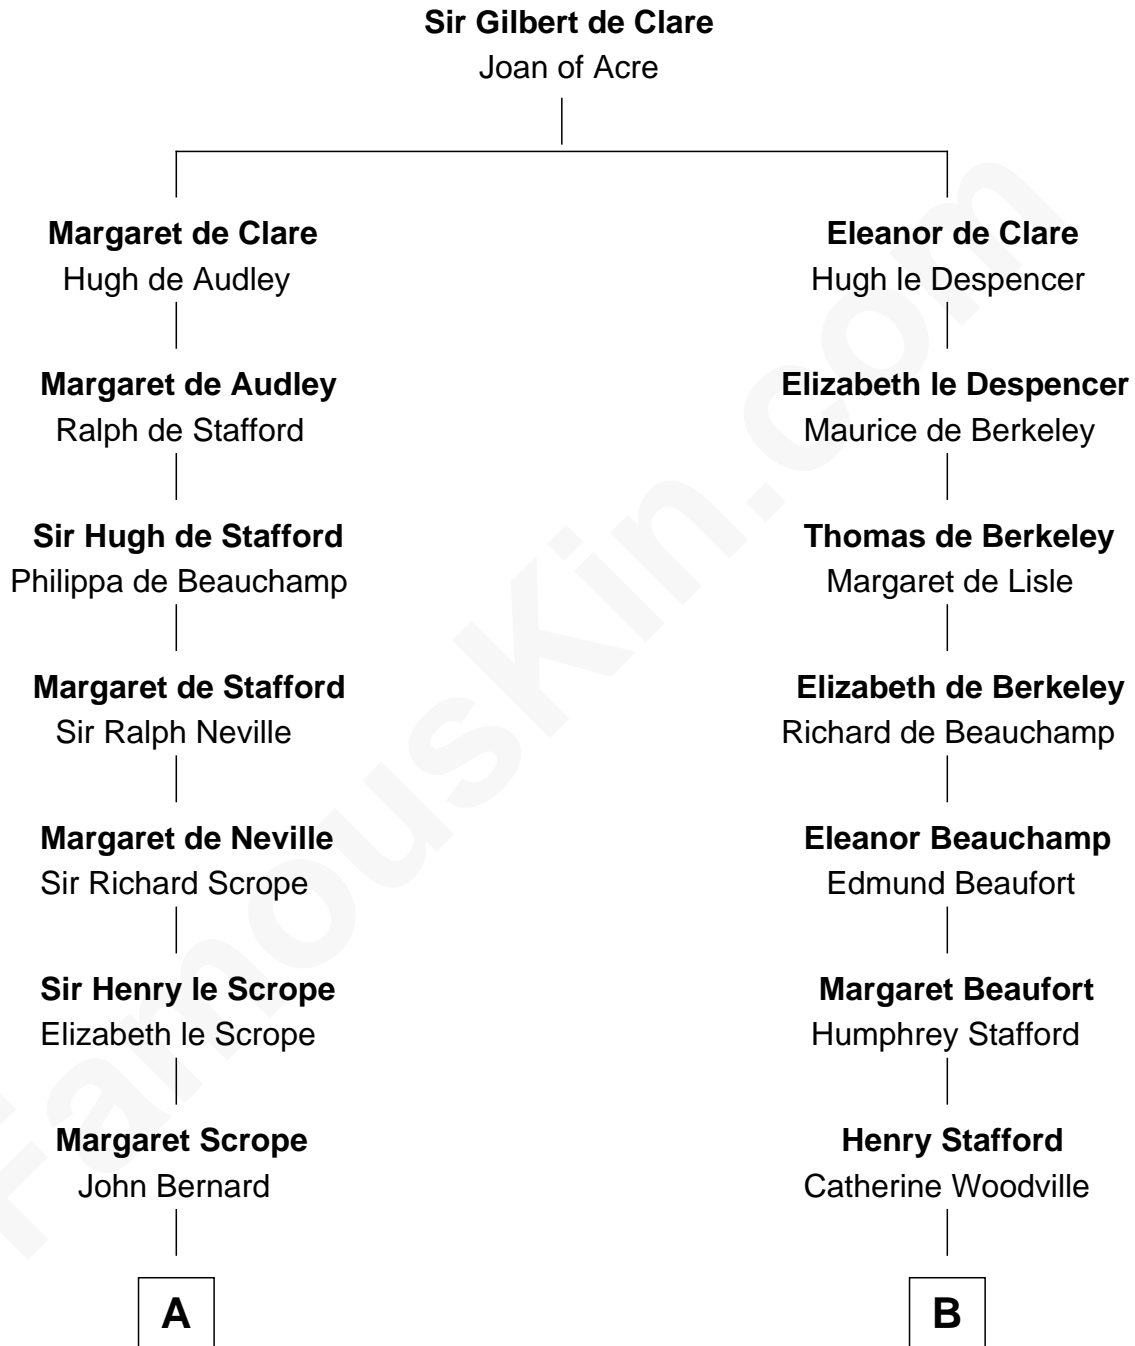 Sir Gilbert de Clare
Joan of Acre
Margaret de Clare
Hugh de Audley
Margaret de Audley
Ralph de Stafford
Sir Hugh de Stafford
Philippa de Beauchamp
Margaret de Stafford
Sir Ralph Neville
Margaret de Neville
Sir Richard Scrope
Sir Henry le Scrope
Elizabeth le Scrope
Margaret Scrope
John Bernard
A
Eleanor de Clare
Hugh le Despencer
Elizabeth le Despencer
Maurice de Berkeley
Thomas de Berkeley
Margaret de Lisle
Elizabeth de Berkeley
Richard de Beauchamp
Eleanor Beauchamp
Edmund Beaufort
Margaret Beaufort
Humphrey Stafford
Henry Stafford
Catherine Woodville
B
FamousKin.com